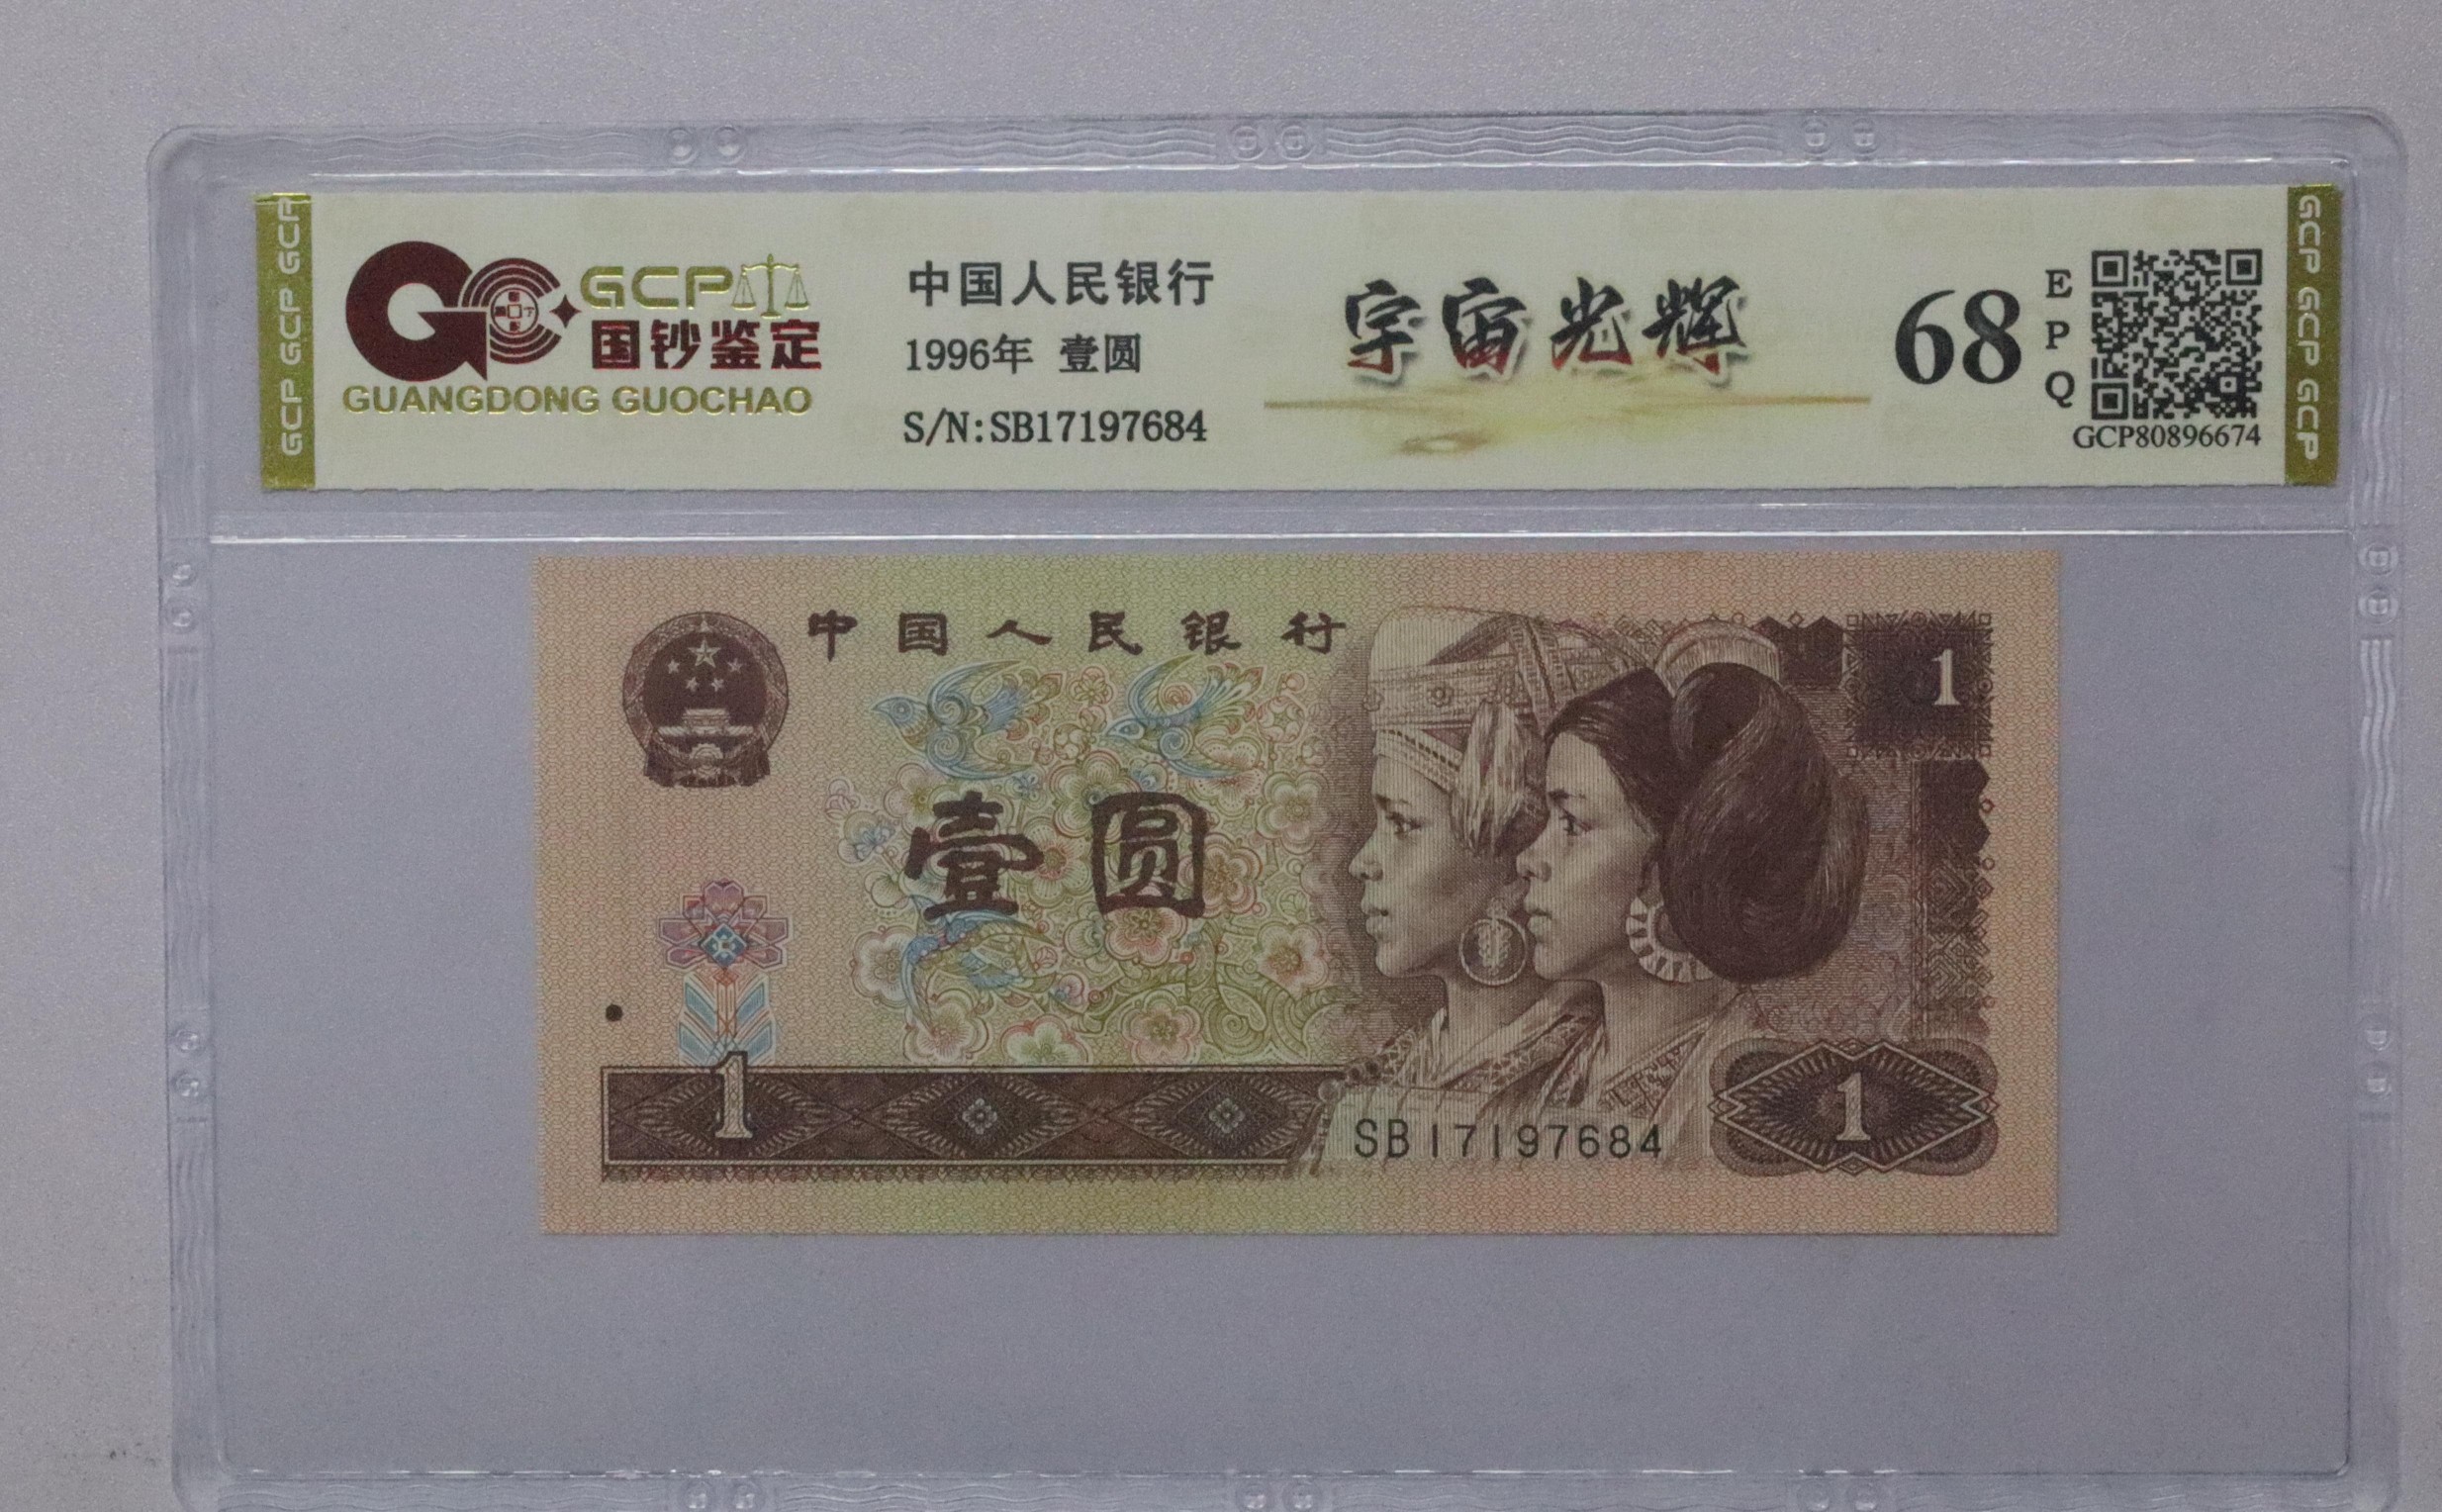 GCP GCP GCP
GCP
国钞鉴定
GUANGDONG GUOCHAO
中国人民银行
1996年 壹圆
S/N:SB17197684
宇宙光辉
68
E
P
Q
GCP80896674
GCP GCP GCP
中国人民银行
1
壹圆
1
SB17197684
1